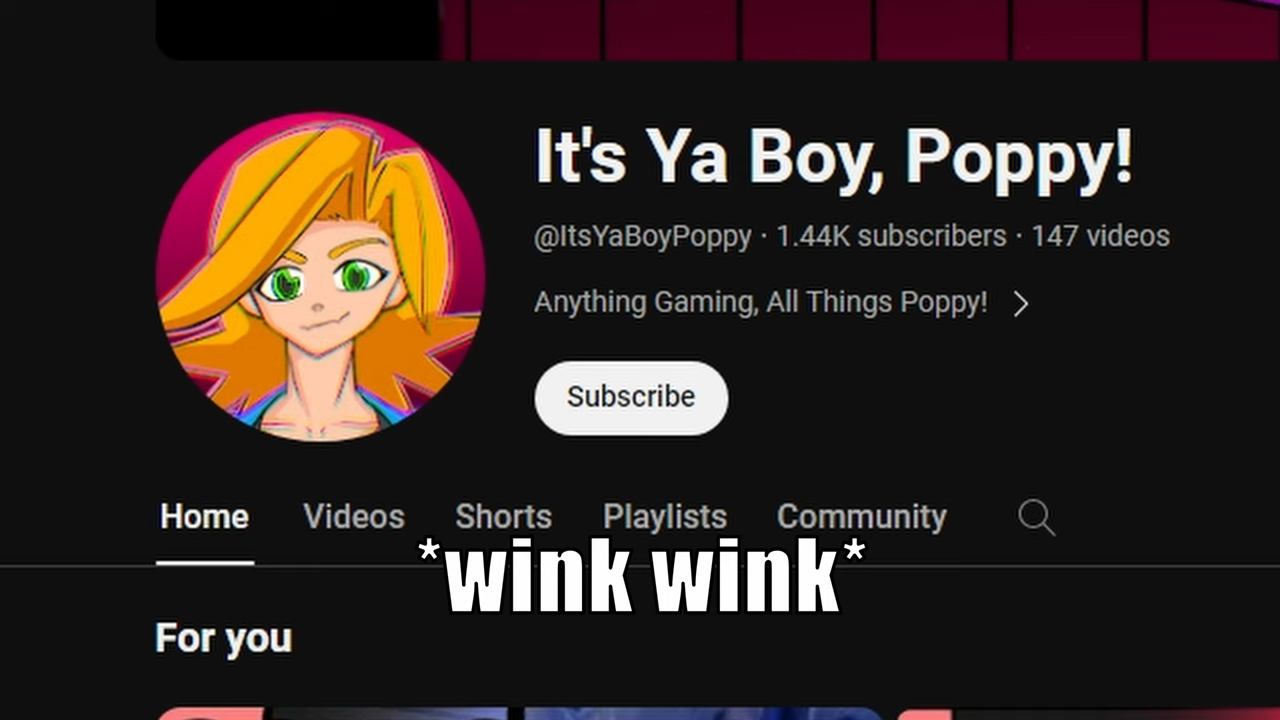 It's Ya Boy, Poppy!
@ItsYaBoyPoppy · 1.44K subscribers · 147 videos
Anything Gaming, All Things Poppy!
Subscribe
Home Videos Shorts Playlists Community
*wink wink*
For you